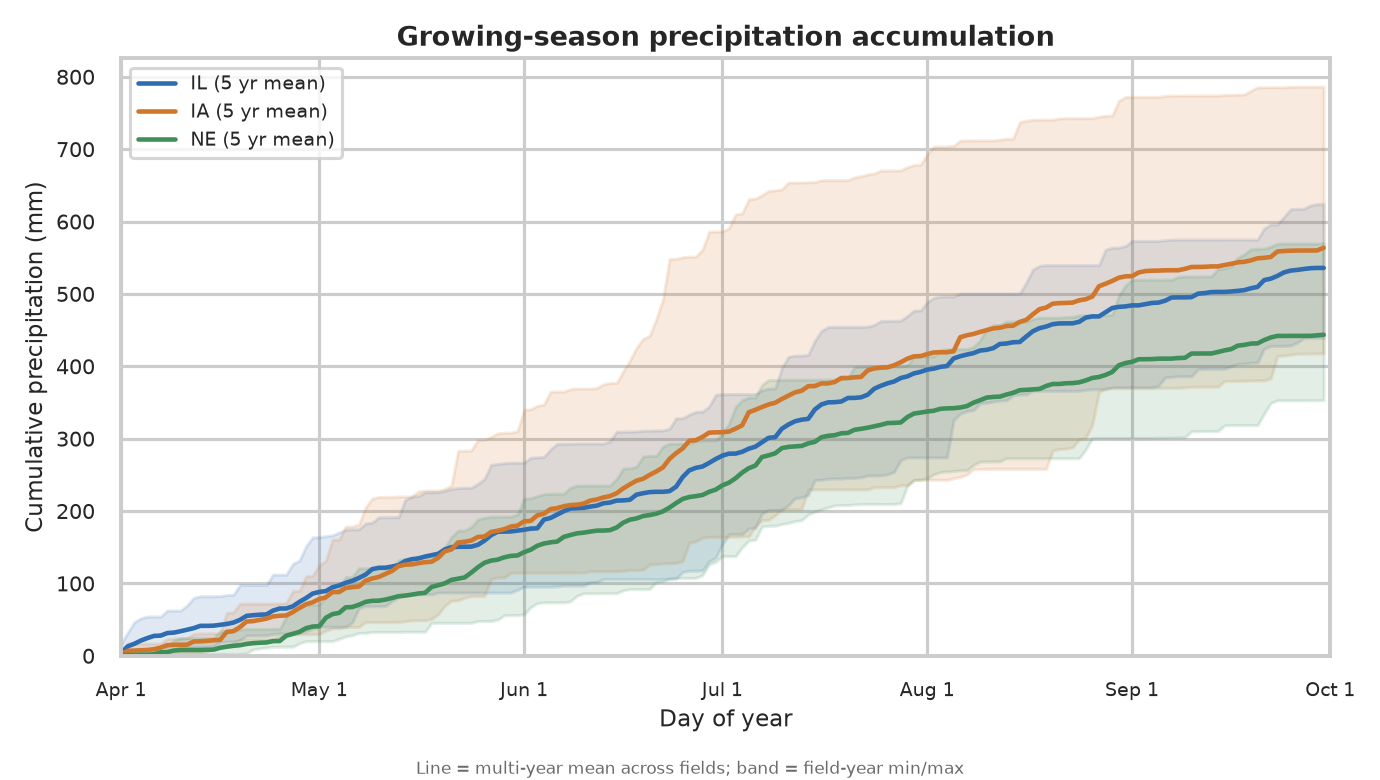 Growing-season precipitation accumulation
IL (5 yr mean)
IA (5 yr mean)
NE (5 yr mean)
Cumulative precipitation (mm)
800
700
600
500
400
300
200
100
0
Apr 1 May 1 Jun 1 Jul 1 Aug 1 Sep 1 Oct 1
Day of year
Line = multi-year mean across fields; band = field-year min/max